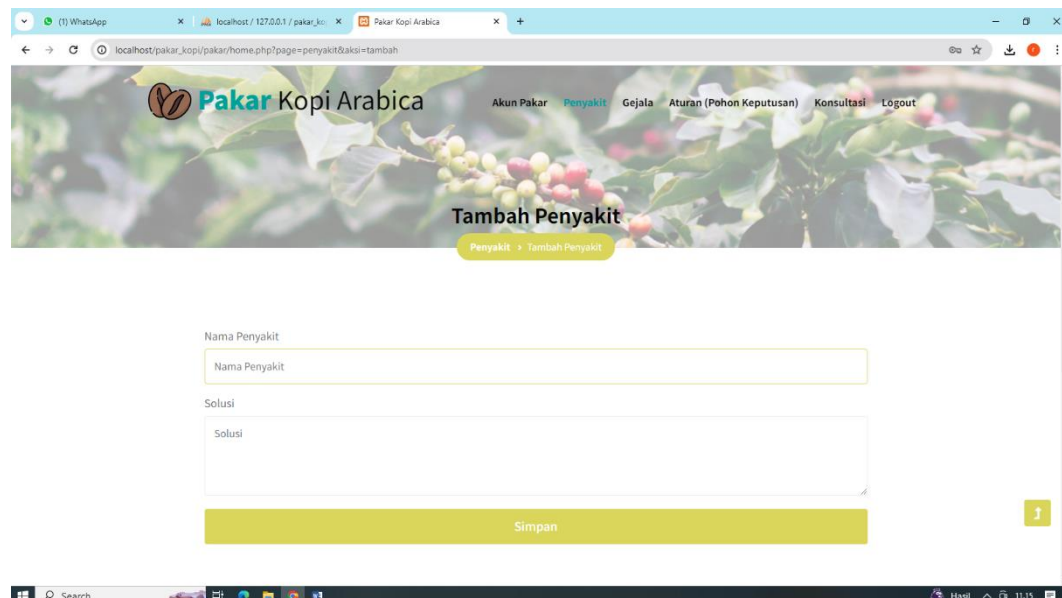 (1) WhatsApp
localhost / 127.0.0.1 / pakar_ko
Pakar Kopi Arabica
localhost/pakar_kopi/pakar/home.php?page=penyakit&aksi=tambah
Pakar Kopi Arabica
Akun Pakar Penyakit Gejala Aturan (Pohon Keputusan) Konsultasi Logout
Tambah Penyakit
Penyakit > Tambah Penyakit
Nama Penyakit
Nama Penyakit
Solusi
Solusi
Simpan
Search
Hasil
11.15